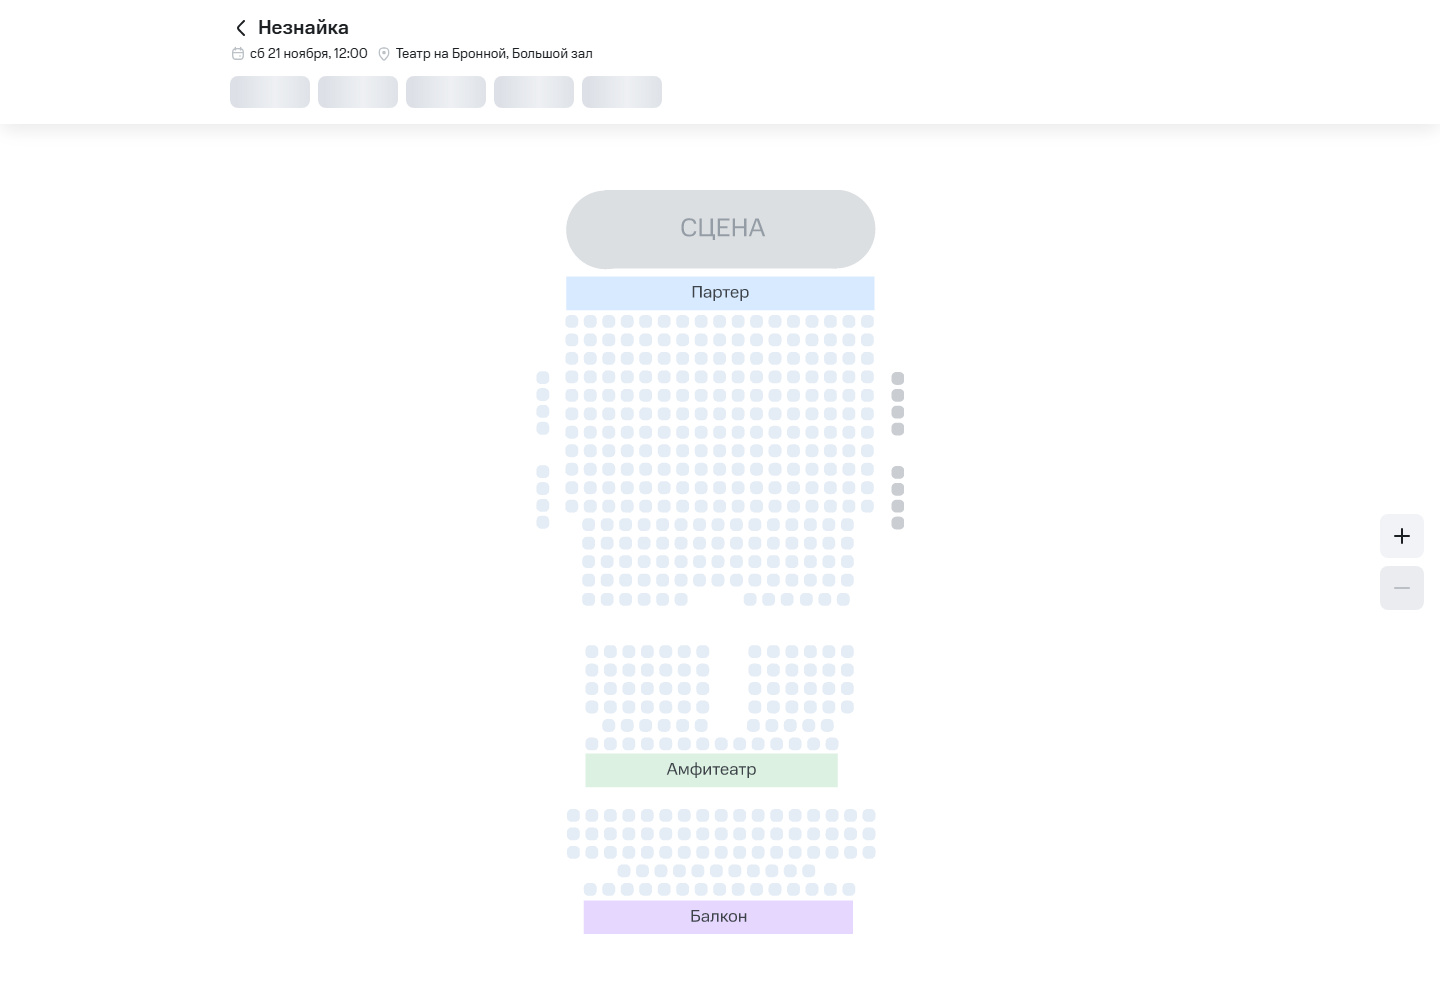 Незнайка
сб 21 ноября, 12:00 Театр на Бронной, Большой зал
СЦЕНА
Партер
Амфитеатр
Балкон